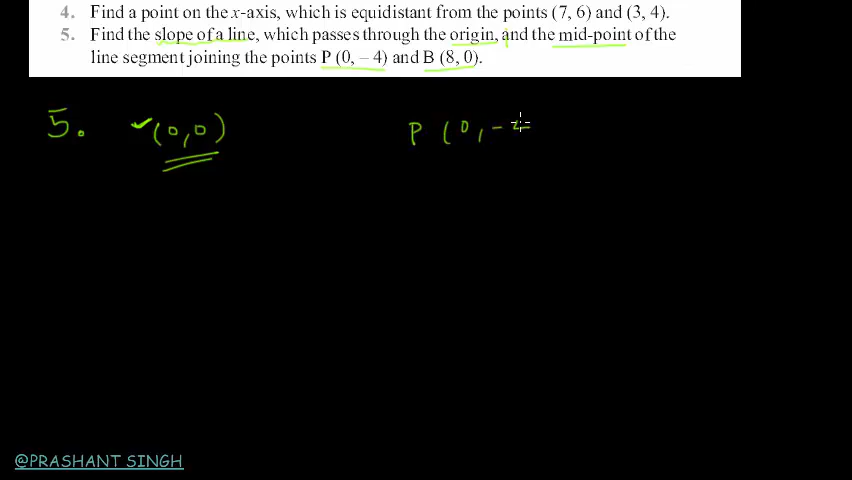 4. Find a point on the x-axis, which is equidistant from the points (7, 6) and (3, 4).
5. Find the slope of a line, which passes through the origin, and the mid-point of the
line segment joining the points P (0, – 4) and B (8, 0).
5. (0,0) P (0, -4
@PRASHANT SINGH